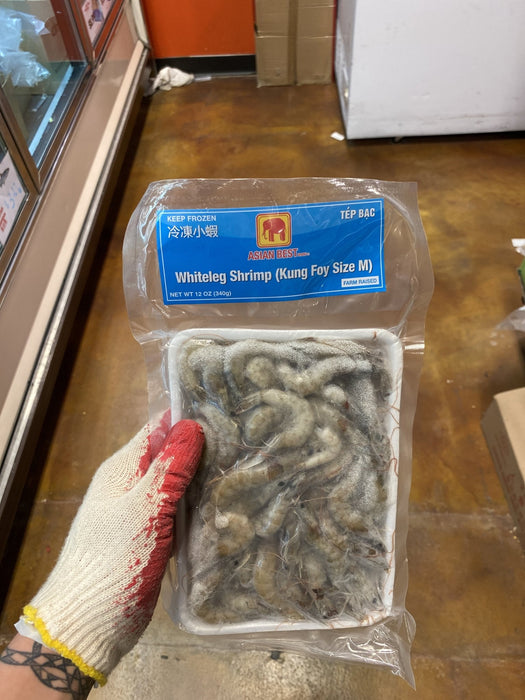 KEEP FROZEN
冷凍小蝦
TÉP BẠC
ASIAN BEST
Whiteleg Shrimp (Kung Foy Size M)
NET WT 12 OZ (340g)
FARM RAISED